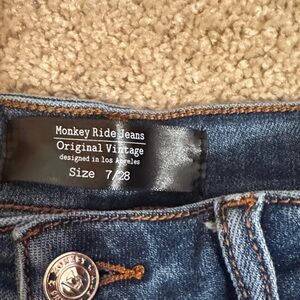 Monkey Ride Jeans
Original Vintage
designed in los Angeles
Size 7/28